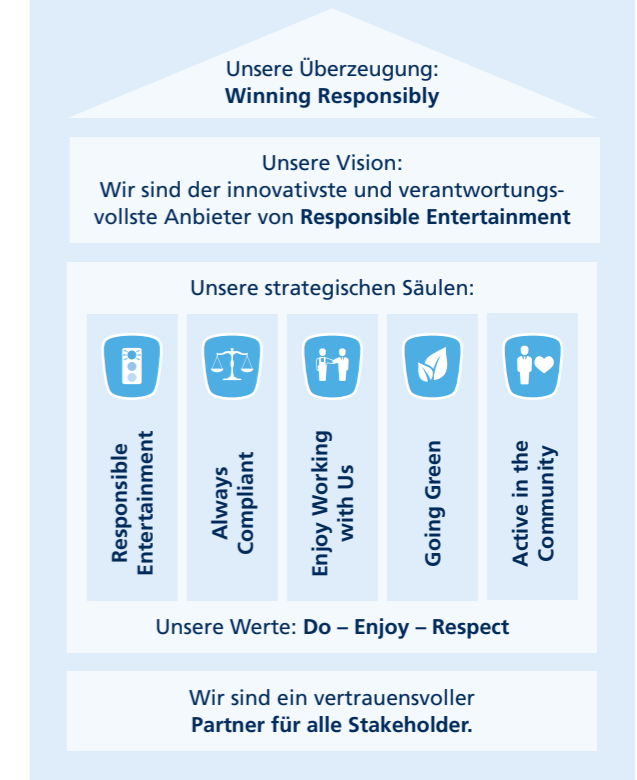 Unsere Überzeugung:
Winning Responsibly
Unsere Vision:
Wir sind der innovativste und verantwortungs-
vollste Anbieter von Responsible Entertainment
Unsere strategischen Säulen:
Responsible
Entertainment
Always
Compliant
Enjoy Working
with Us
Going Green
Active in the
Community
Unsere Werte: Do – Enjoy – Respect
Wir sind ein vertrauensvoller
Partner für alle Stakeholder.